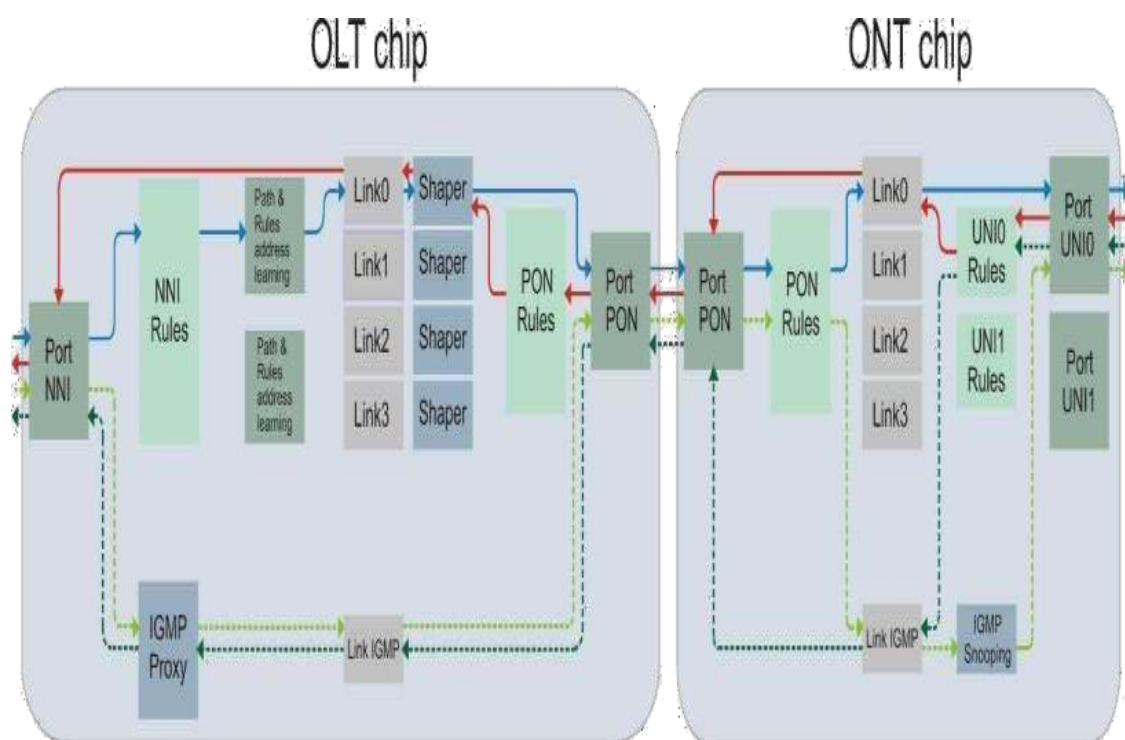 OLT chip
ONT chip
Port
NNI
NNI
Rules
Path &
Rules
address
learning
Path &
Rules
address
learning
Link0
Link1
Link2
Link3
Shaper
Shaper
Shaper
Shaper
PON
Rules
Port
PON
IGMP
Proxy
Link IGMP
Port
PON
PON
Rules
Link0
Link1
Link2
Link3
UNI0
Rules
UNI1
Rules
Port
UNI0
Port
UNI1
Link IGMP
IGMP
Snooping